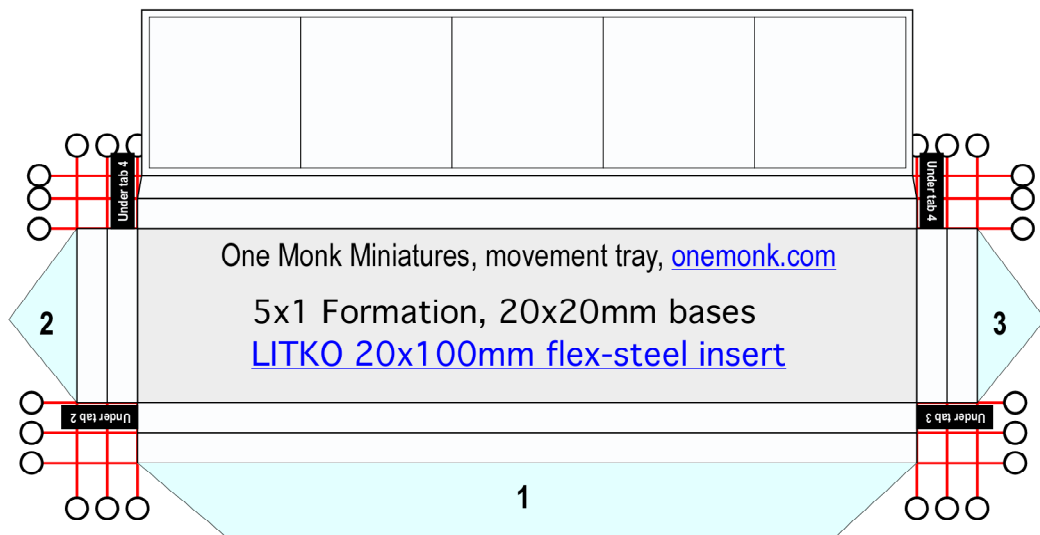 Under tab 4
Under tab 4
One Monk Miniatures, movement tray, onemonk.com
5x1 Formation, 20x20mm bases
LITKO 20x100mm flex-steel insert
2
3
Under tab 2
Under tab 3
1